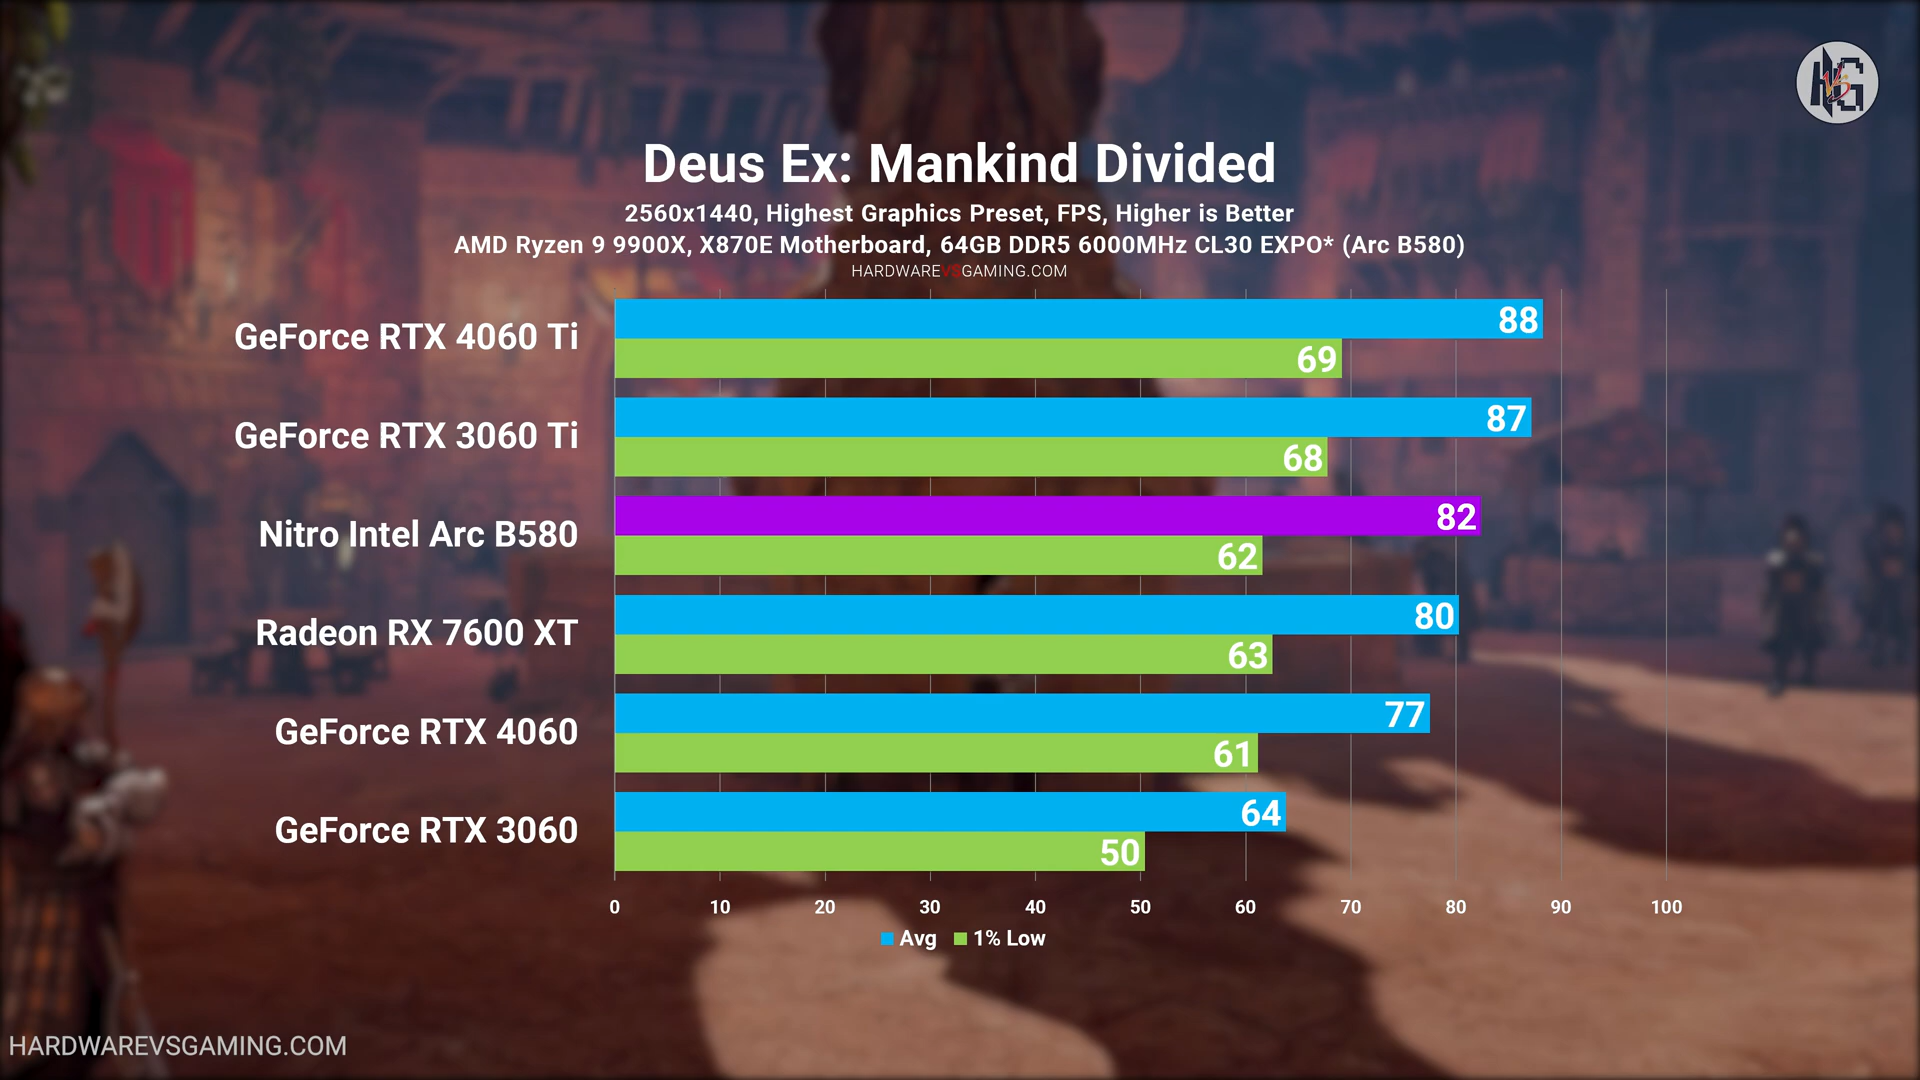 Deus Ex: Mankind Divided
2560x1440, Highest Graphics Preset, FPS, Higher is Better
AMD Ryzen 9 9900X, X870E Motherboard, 64GB DDR5 6000MHz CL30 EXPO* (Arc B580)
HARDWAREVSGAMING.COM
GeForce RTX 4060 Ti
88
69
GeForce RTX 3060 Ti
87
68
Nitro Intel Arc B580
82
62
Radeon RX 7600 XT
80
63
GeForce RTX 4060
77
61
GeForce RTX 3060
64
50
0 10 20 30 40 50 60 70 80 90 100
Avg 1% Low
HARDWAREVSGAMING.COM
HVSG